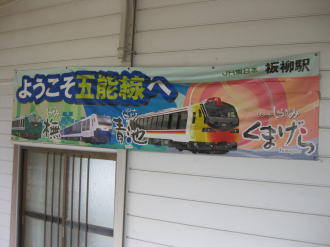 ようこそ五能線へ
JR東日本 板柳駅
橅
青池
くまげら